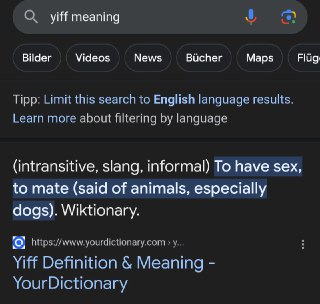 yiff meaning
Bilder Videos News Bücher Maps Flüg
Tipp: Limit this search to English language results.
Learn more about filtering by language
(intransitive, slang, informal) To have sex,
to mate (said of animals, especially
dogs). Wiktionary.
https://www.yourdictionary.com › y...
Yiff Definition & Meaning -
YourDictionary